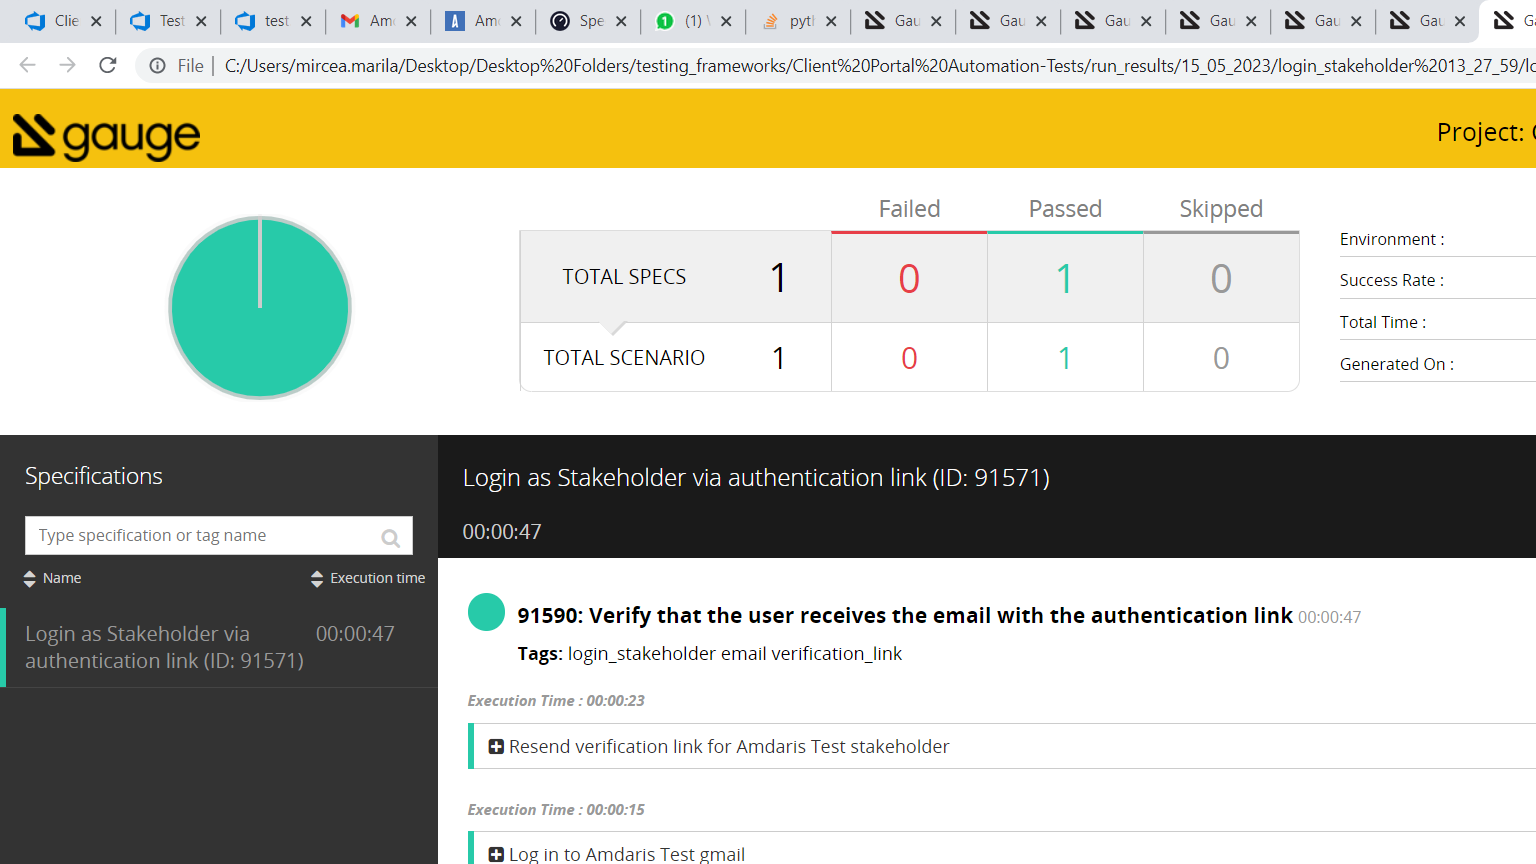 Clie
Test
test
Amd
Amd
Spe
(1) W
pyth
Gau
Gau
Gau
Gau
Gau
Gau
Ga
File
C:/Users/mircea.marila/Desktop/Desktop%20Folders/testing_frameworks/Client%20Portal%20Automation-Tests/run_results/15_05_2023/login_stakeholder%2013_27_59/lo
gauge
Project:
Failed Passed Skipped
TOTAL SPECS 1 0 1 0
TOTAL SCENARIO 1 0 1 0
Environment :
Success Rate :
Total Time :
Generated On :
Specifications
Type specification or tag name
Name Execution time
Login as Stakeholder via 00:00:47
authentication link (ID: 91571)
Login as Stakeholder via authentication link (ID: 91571)
00:00:47
91590: Verify that the user receives the email with the authentication link 00:00:47
Tags: login_stakeholder email verification_link
Execution Time : 00:00:23
Resend verification link for Amdaris Test stakeholder
Execution Time : 00:00:15
Log in to Amdaris Test gmail